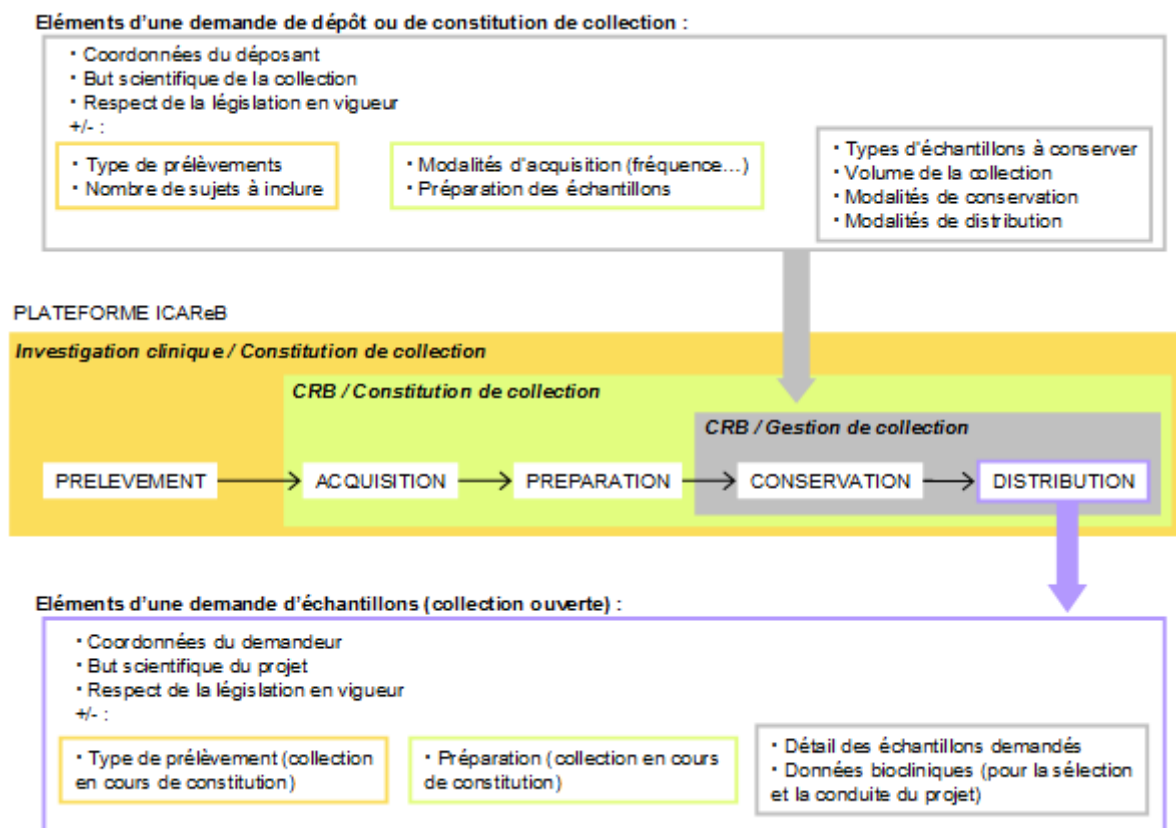 Eléments d'une demande de dépôt ou de constitution de collection :
• Coordonnées du déposant
• But scientifique de la collection
• Respect de la législation en vigueur
+/- :
• Type de prélèvements
• Nombre de sujets à inclure
• Modalités d'acquisition (fréquence...)
• Préparation des échantillons
• Types d'échantillons à conserver
• Volume de la collection
• Modalités de conservation
• Modalités de distribution
PLATEFORME ICAReB
Investigation clinique / Constitution de collection
CRB / Constitution de collection
CRB / Gestion de collection
PRELEVEMENT
ACQUISITION
PREPARATION
CONSERVATION
DISTRIBUTION
Eléments d'une demande d'échantillons (collection ouverte) :
• Coordonnées du demandeur
• But scientifique du projet
• Respect de la législation en vigueur
+/- :
• Type de prélèvement (collection
en cours de constitution)
• Préparation (collection en cours
de constitution)
• Détail des échantillons demandés
• Données biocliniques (pour la sélection
et la conduite du projet)